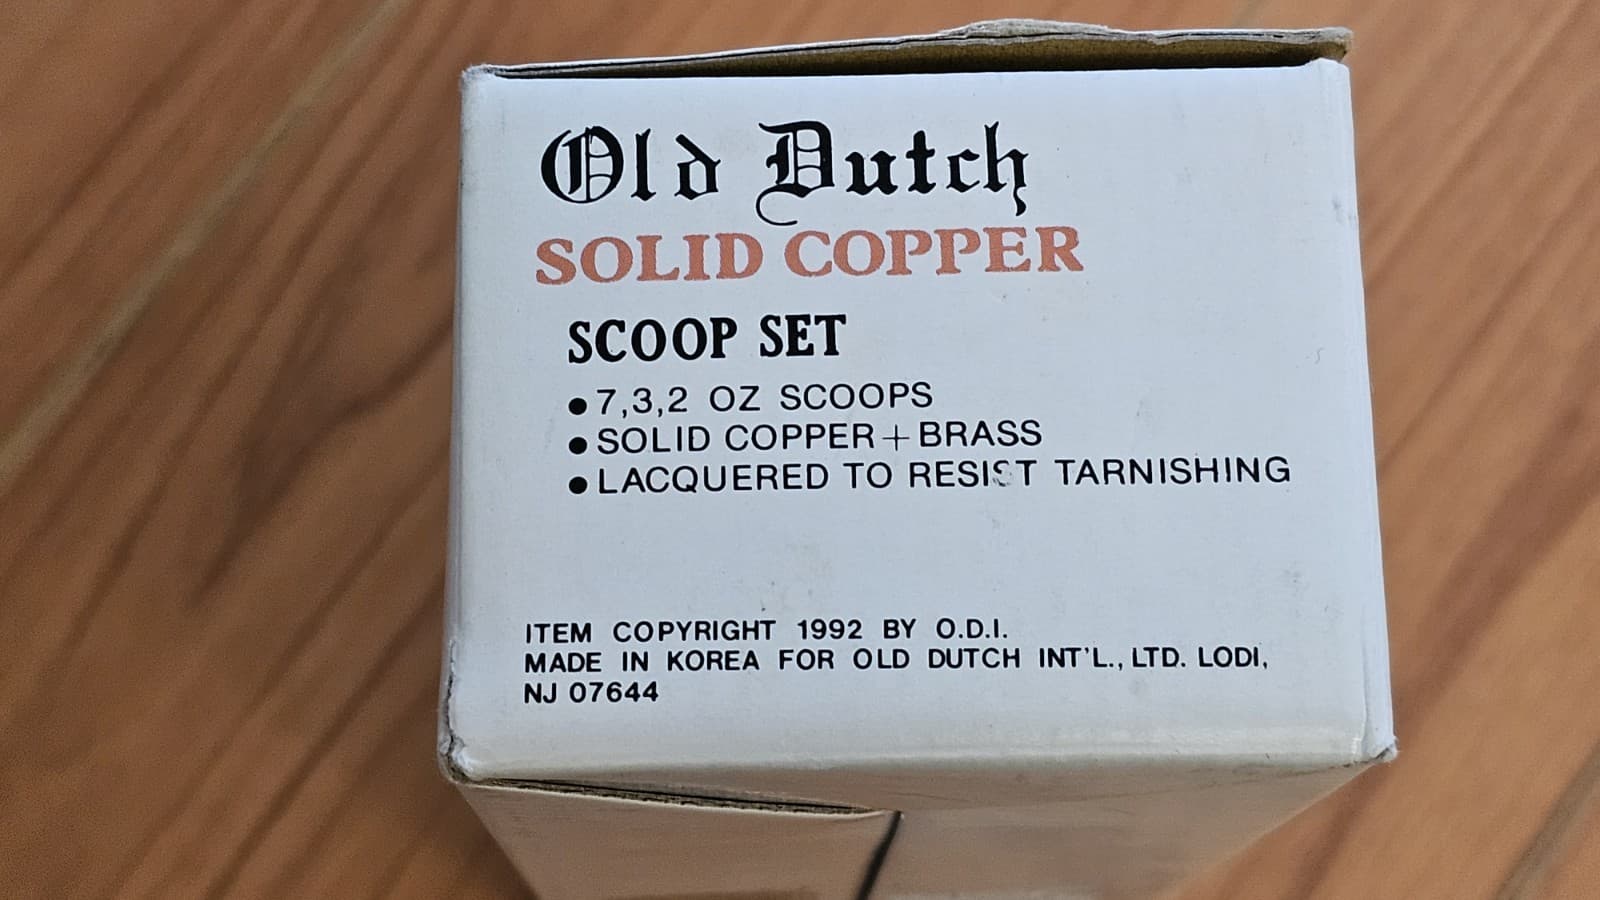 Old Dutch
SOLID COPPER
SCOOP SET
● 7,3,2 OZ SCOOPS
● SOLID COPPER + BRASS
● LACQUERED TO RESIST TARNISHING
ITEM COPYRIGHT 1992 BY O.D.I.
MADE IN KOREA FOR OLD DUTCH INT'L., LTD. LODI,
NJ 07644